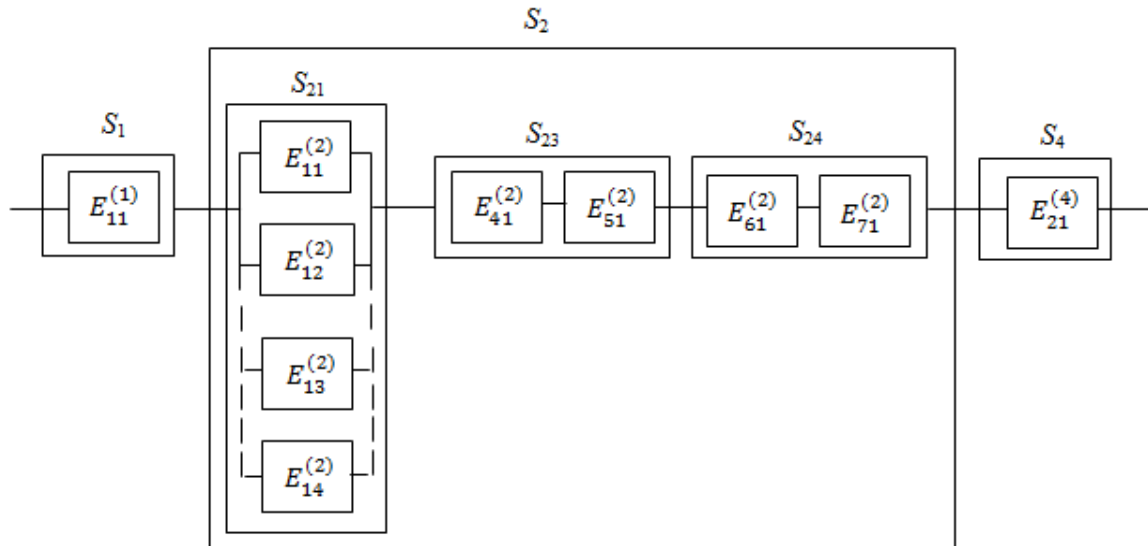 S₂
S₂₁
S₁
S₂₃
S₂₄
S₄
E₁₁⁽¹⁾
E₁₁⁽²⁾
E₁₂⁽²⁾
E₁₃⁽²⁾
E₁₄⁽²⁾
E₄₁⁽²⁾
E₅₁⁽²⁾
E₆₁⁽²⁾
E₇₁⁽²⁾
E₂₁⁽⁴⁾